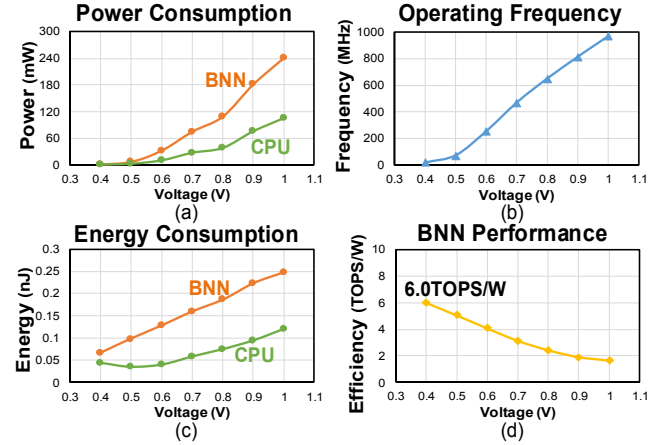 Power Consumption
Power (mW)
300
240
180
120
60
0
BNN
CPU
0.3 0.4 0.5 0.6 0.7 0.8 0.9 1 1.1
Voltage (V)
(a)
Operating Frequency
Frequency (MHz)
1000
800
600
400
200
0
0.3 0.4 0.5 0.6 0.7 0.8 0.9 1 1.1
Voltage (V)
(b)
Energy Consumption
Energy (nJ)
0.3
0.25
0.2
0.15
0.1
0.05
0
BNN
CPU
0.3 0.4 0.5 0.6 0.7 0.8 0.9 1 1.1
Voltage (V)
(c)
BNN Performance
Efficiency (TOPS/W)
10
8
6
4
2
0
6.0TOPS/W
0.3 0.4 0.5 0.6 0.7 0.8 0.9 1 1.1
Voltage (V)
(d)